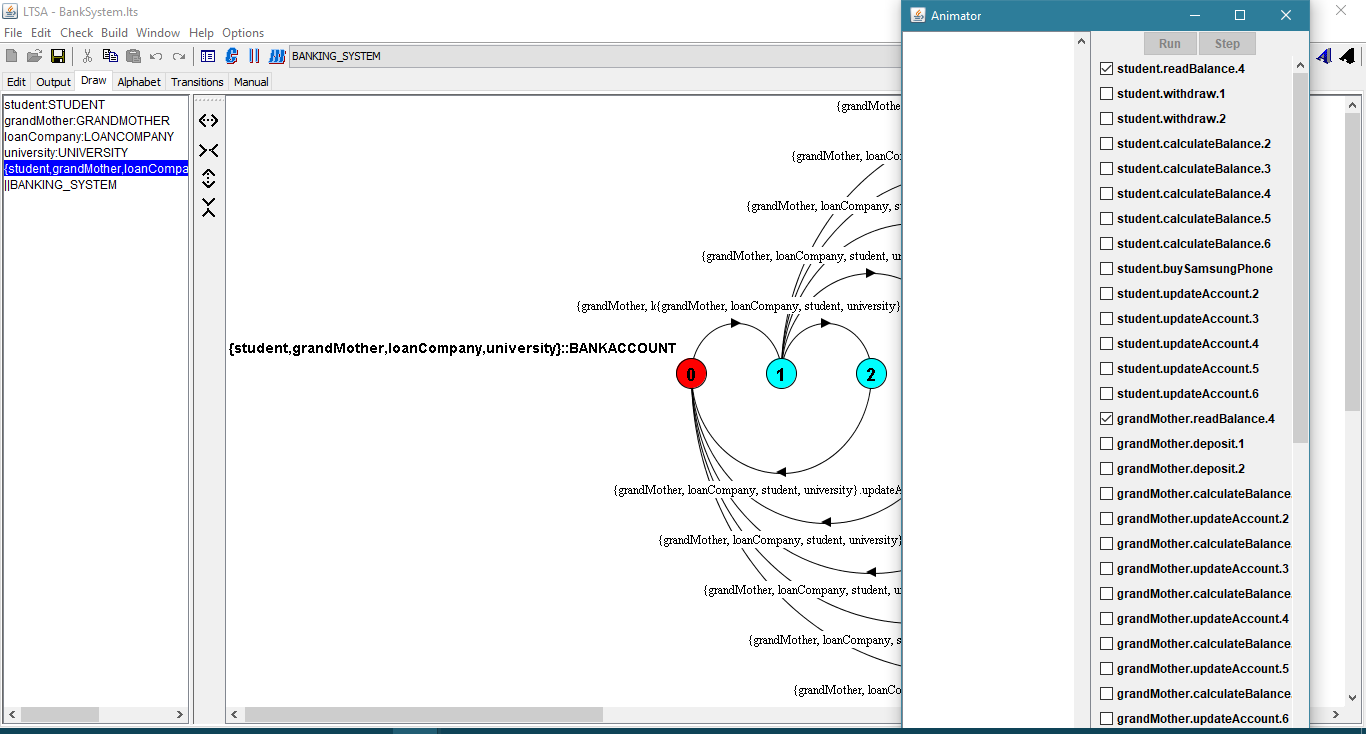 LTSA - BankSystem.lts
File Edit Check Build Window Help Options
BANKING_SYSTEM
Edit Output Draw Alphabet Transitions Manual
student:STUDENT
grandMother:GRANDMOTHER
loanCompany:LOANCOMPANY
university:UNIVERSITY
{student,grandMother,loanCompa
||BANKING_SYSTEM
{grandMothe
{grandMother, loanCo
{grandMother, loanCompany, s
{grandMother, loanCompany, student, un
{grandMother, l{grandMother, loanCompany, student, university}
{student,grandMother,loanCompany,university}::BANKACCOUNT
0 1 2
{grandMother, loanCompany, student, university}.updateA
{grandMother, loanCompany, student, university}
{grandMother, loanCompany, student, u
{grandMother, loanCompany, s
{grandMother, loanCo
Animator
Run Step
student.readBalance.4
student.withdraw.1
student.withdraw.2
student.calculateBalance.2
student.calculateBalance.3
student.calculateBalance.4
student.calculateBalance.5
student.calculateBalance.6
student.buySamsungPhone
student.updateAccount.2
student.updateAccount.3
student.updateAccount.4
student.updateAccount.5
student.updateAccount.6
grandMother.readBalance.4
grandMother.deposit.1
grandMother.deposit.2
grandMother.calculateBalance.
grandMother.updateAccount.2
grandMother.calculateBalance.
grandMother.updateAccount.3
grandMother.calculateBalance.
grandMother.updateAccount.4
grandMother.calculateBalance.
grandMother.updateAccount.5
grandMother.calculateBalance.
grandMother.updateAccount.6